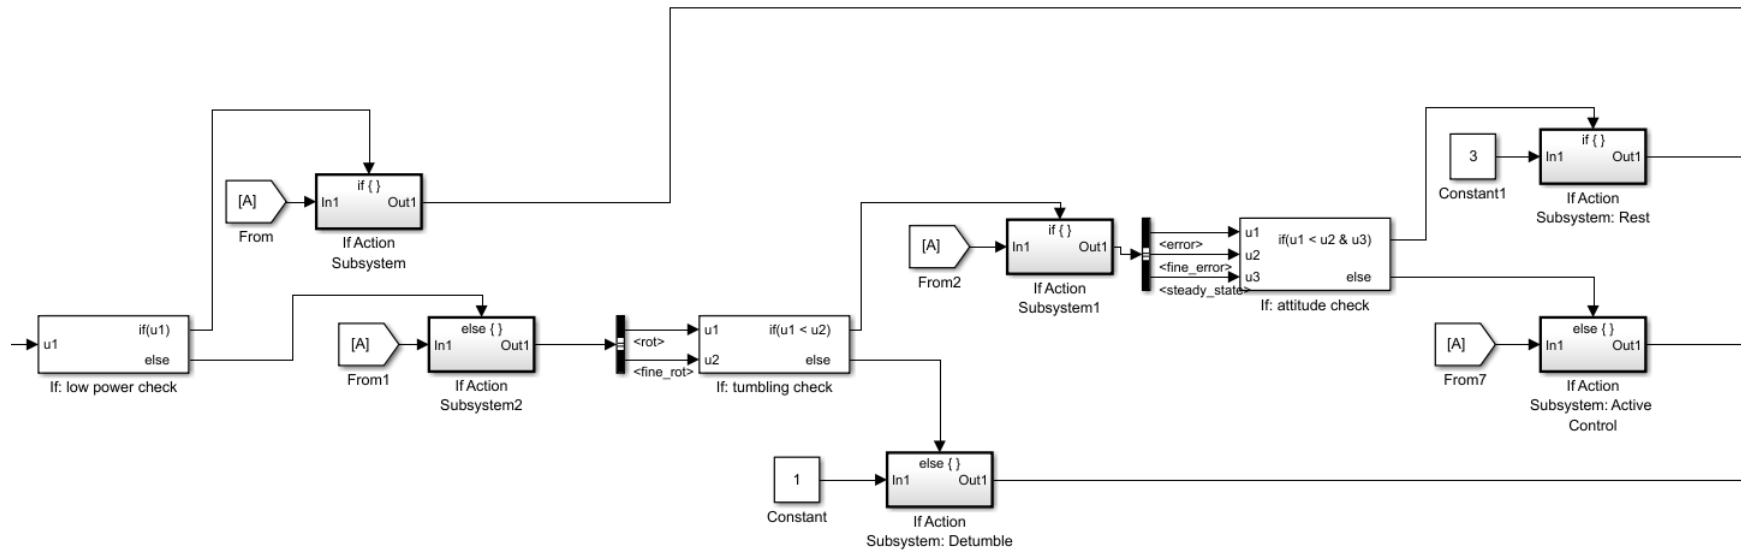 if { }
[A]
In1
Out1
From
If Action
Subsystem
if { }
3
In1
Out1
Constant1
If Action
Subsystem: Rest
if { }
[A]
In1
Out1
From2
If Action
Subsystem1
<error>
<fine_error>
<steady_state>
u1
u2
u3
if(u1 < u2 & u3)
else
If: attitude check
u1
if(u1)
else
If: low power check
else { }
[A]
In1
Out1
From1
If Action
Subsystem2
<rot>
<fine_rot>
u1
u2
if(u1 < u2)
else
If: tumbling check
else { }
[A]
In1
Out1
From7
If Action
Subsystem: Active
Control
else { }
1
In1
Out1
Constant
If Action
Subsystem: Detumble